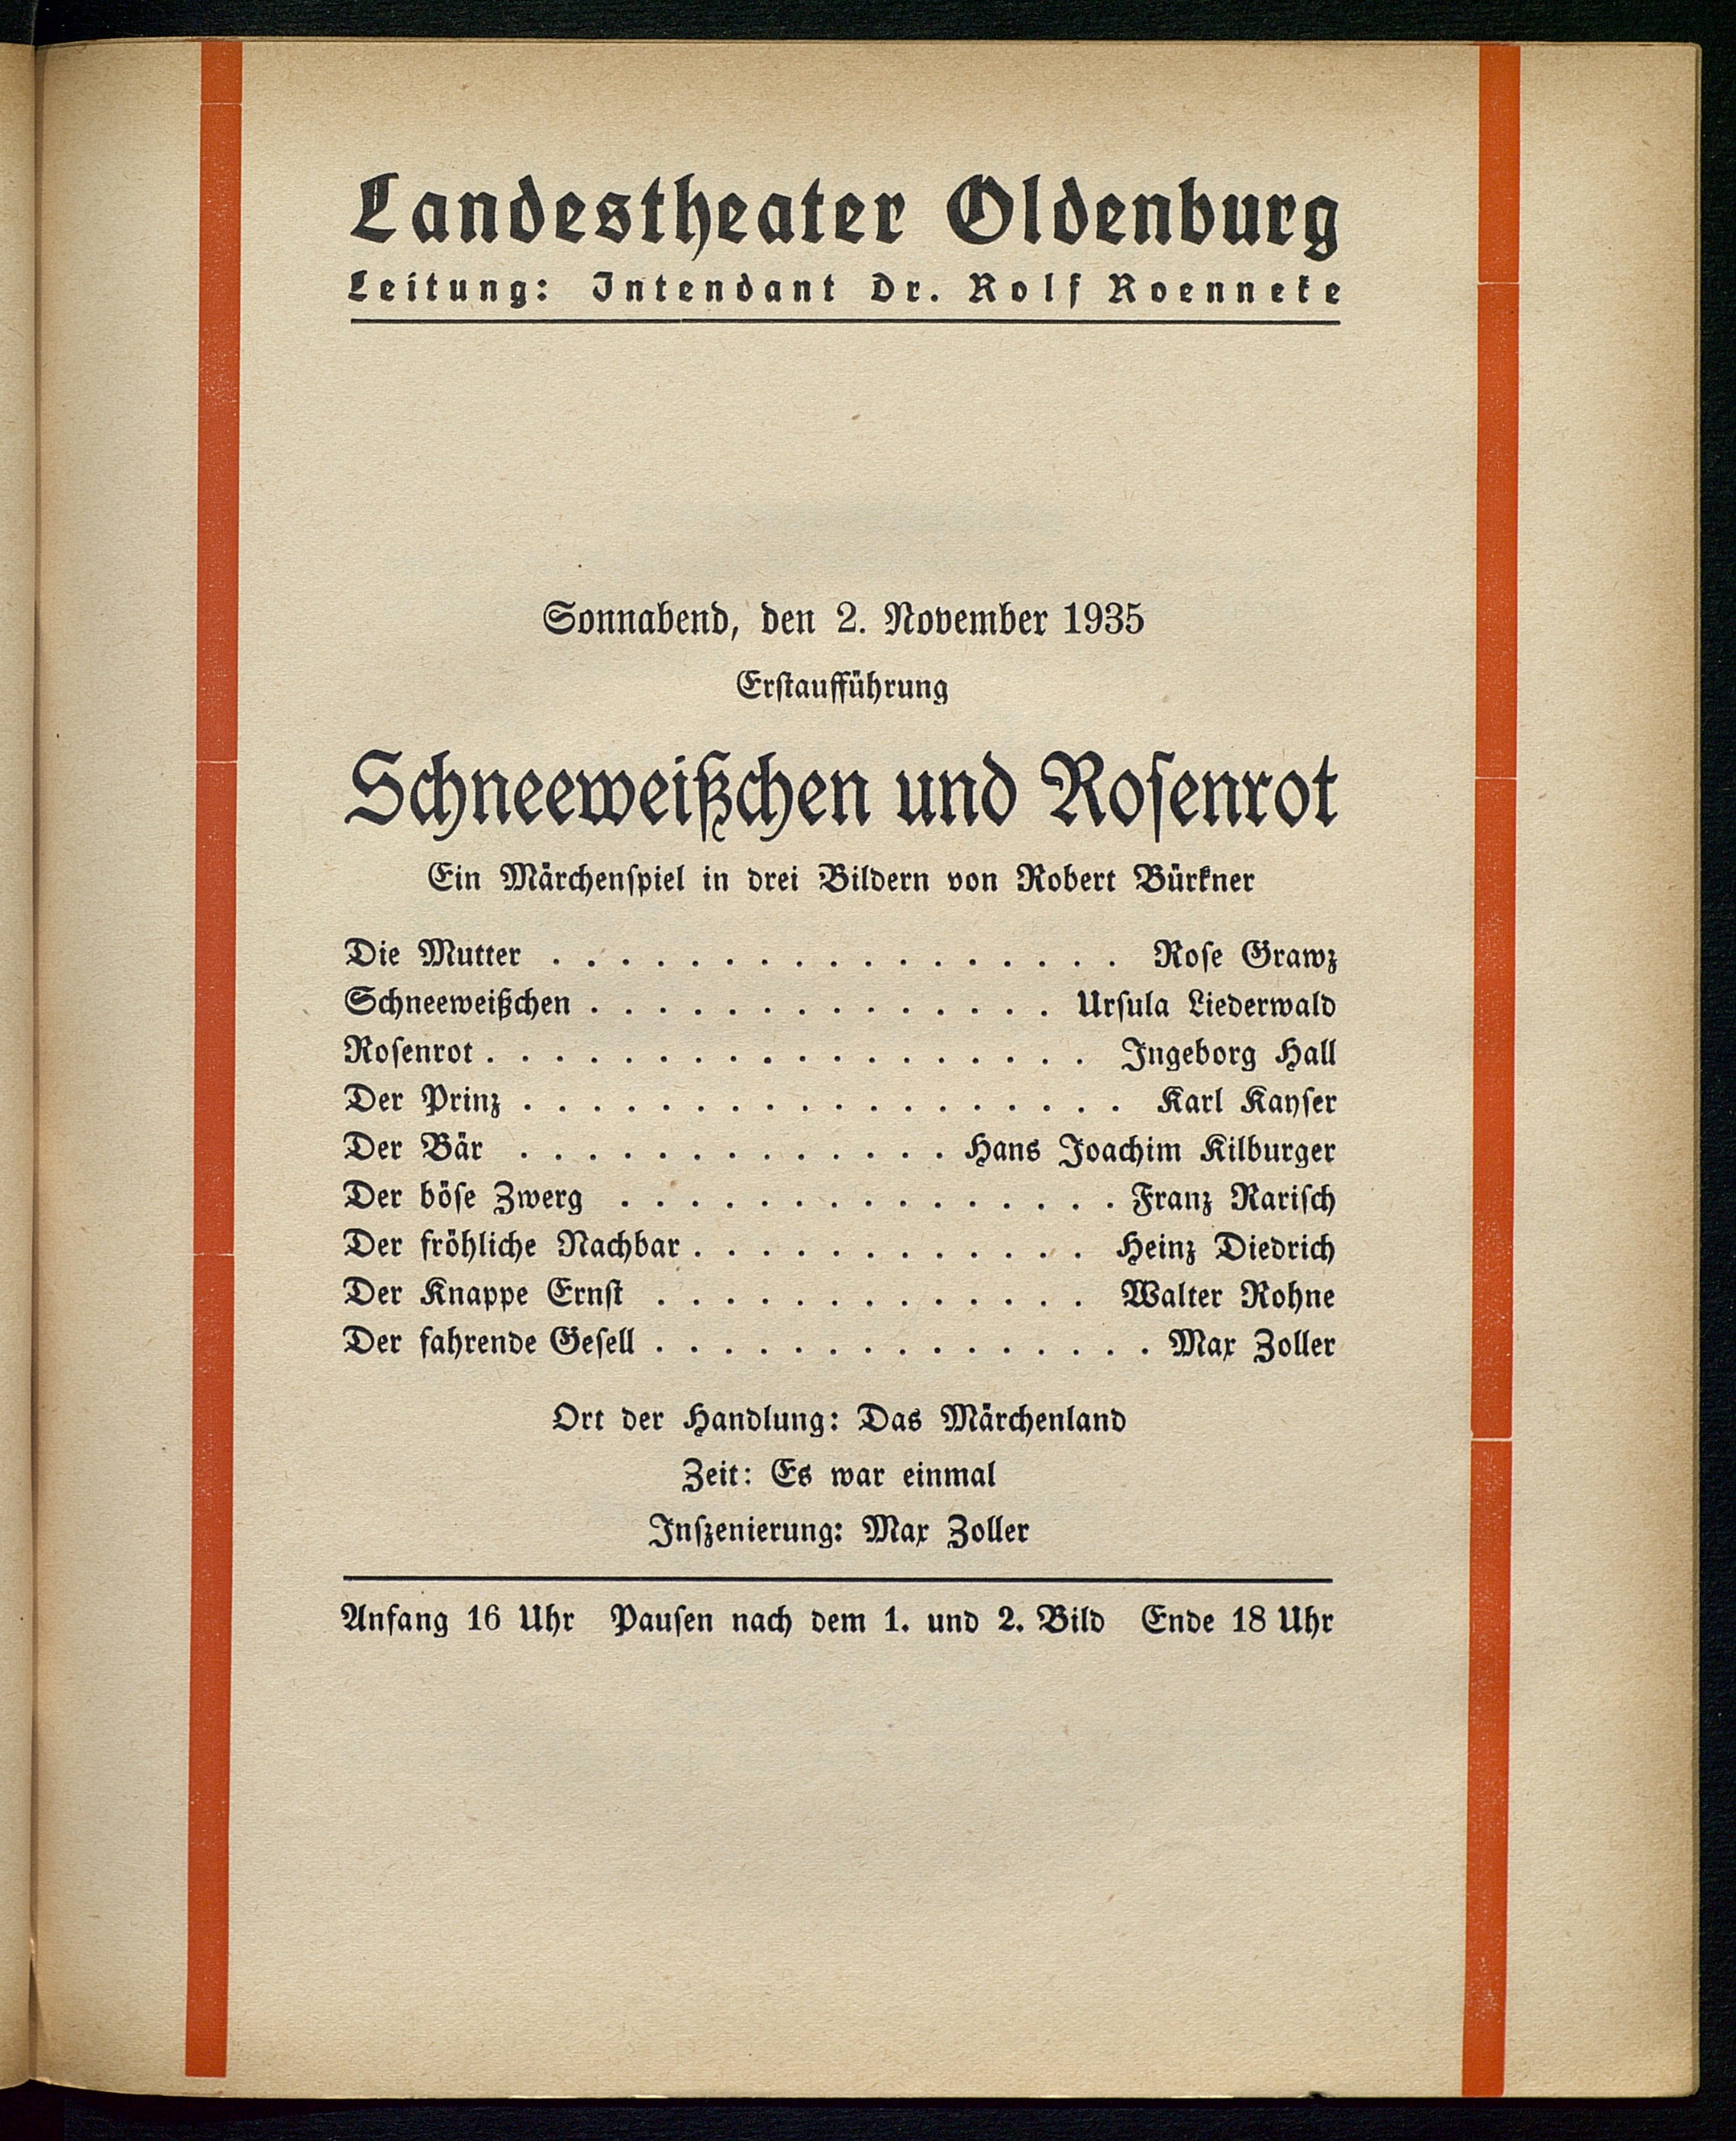 Landestheater Oldenburg
Leitung: Intendant Dr. Rolf Roenneke
Sonnabend, den 2. November 1935
Erstaufführung
Schneeweißchen und Rosenrot
Ein Märchenspiel in drei Bildern von Robert Bürkner
Die Mutter . . . . . . . . . . . . . . . . . Rose Grawz
Schneeweißchen . . . . . . . . . . . . . . Ursula Liederwald
Rosenrot . . . . . . . . . . . . . . . . . . Ingeborg Hall
Der Prinz . . . . . . . . . . . . . . . . . . Karl Kayser
Der Bär . . . . . . . . . . . . . Hans Joachim Kilburger
Der böse Zwerg . . . . . . . . . . . . . . . Franz Rarisch
Der fröhliche Nachbar . . . . . . . . . . . . Heinz Diedrich
Der Knappe Ernst . . . . . . . . . . . . . Walter Rohne
Der fahrende Gesell . . . . . . . . . . . . . . . Max Zoller
Ort der Handlung: Das Märchenland
Zeit: Es war einmal
Inszenierung: Max Zoller
Anfang 16 Uhr Pausen nach dem 1. und 2. Bild Ende 18 Uhr